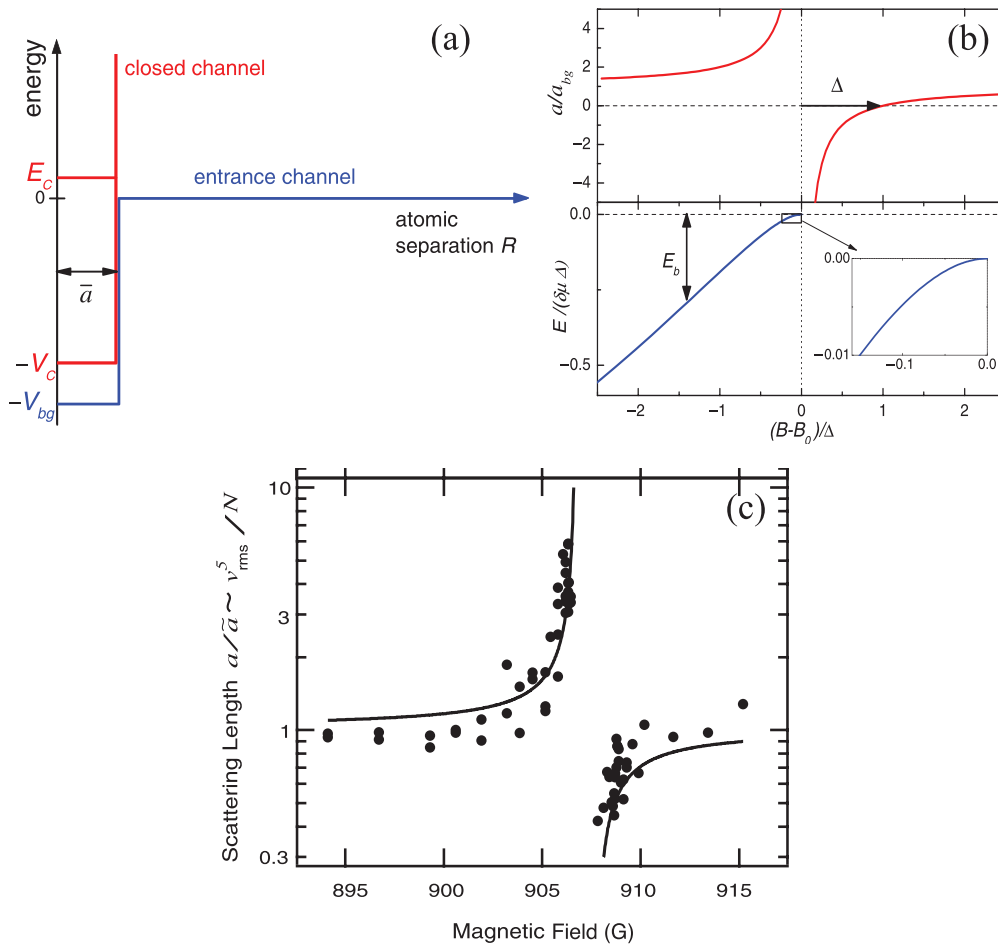 (a)
energy
closed channel
E_C
0
entrance channel
atomic
separation R
a̅
−V_C
−V_bg
(b)
a/a_bg
4
2
0
−2
−4
Δ
E/(δμ Δ)
0.0
−0.5
E_b
0.00
−0.01
−0.1
0.0
−2
−1
0
1
2
(B-B_0)/Δ
(c)
Scattering Length a/ã ~ v^5_rms / N
10
3
1
0.3
895
900
905
910
915
Magnetic Field (G)